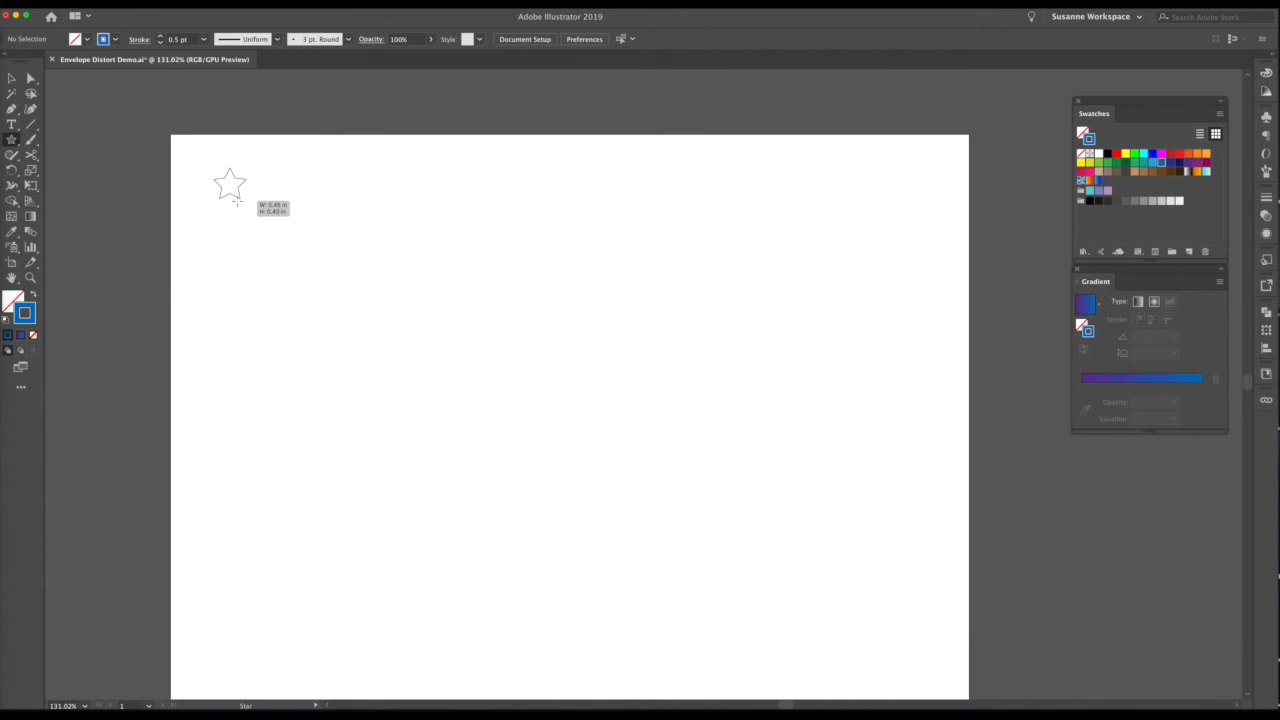 Adobe Illustrator 2019
Susanne Workspace
Search Adobe Stock
No Selection
Stroke:
0.5 pt
Uniform
3 pt. Round
Opacity:
100%
Style:
Document Setup
Preferences
Envelope Distort Demo.ai* @ 131.02% (RGB/GPU Preview)
Swatches
W: 0.46 in
H: 0.43 in
Gradient
Type:
Stroke:
Opacity:
Location:
131.02%
1
Star